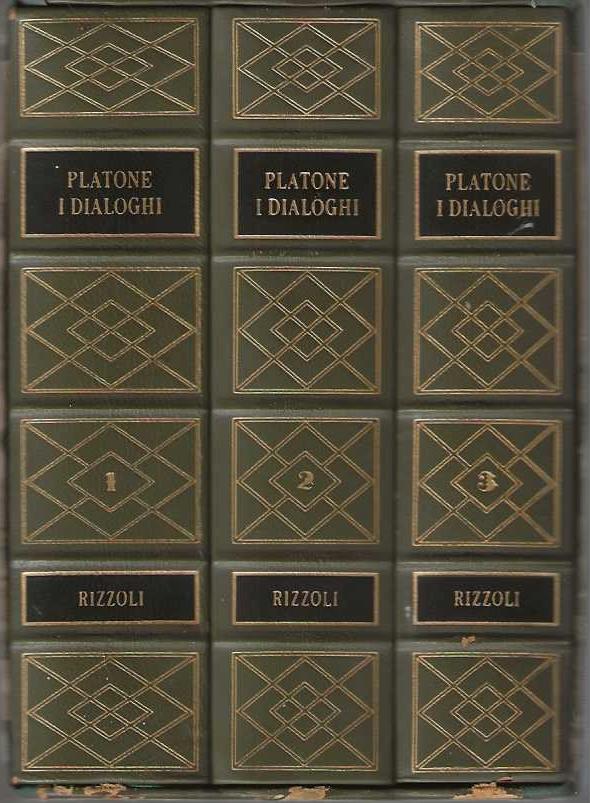 PLATONE
I DIALOGHI
1
RIZZOLI
PLATONE
I DIALOGHI
2
RIZZOLI
PLATONE
I DIALOGHI
3
RIZZOLI